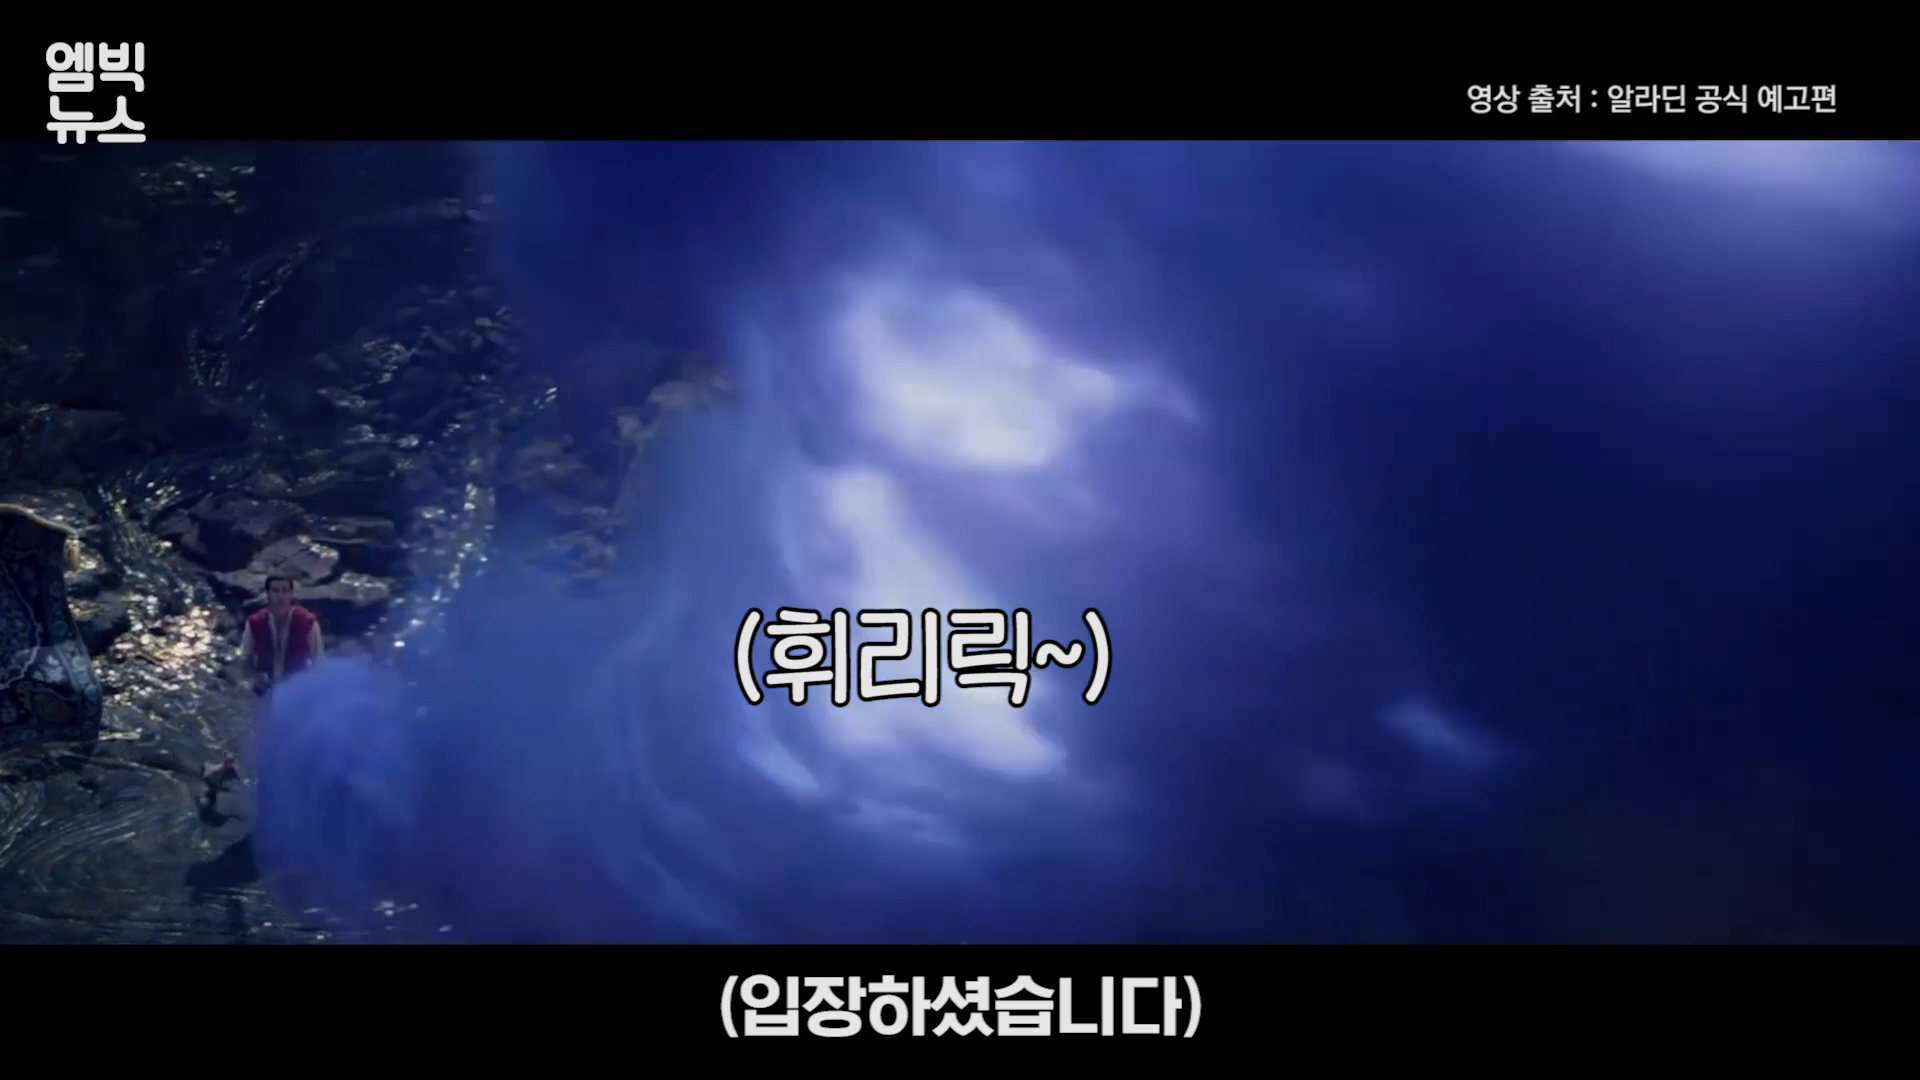 엠빅
뉴스
영상 출처 : 알라딘 공식 예고편
(휘리릭~)
(입장하셨습니다)